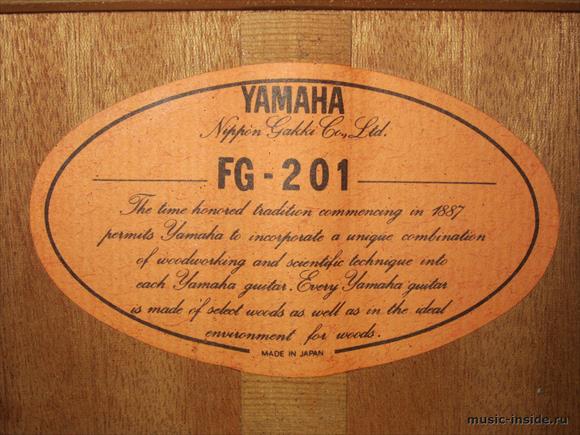 YAMAHA
Nippon Gakki Co., Ltd.
FG-201
The time honored tradition commencing in 1887
permits Yamaha to incorporate a unique combination
of woodworking and scientific technique into
each Yamaha guitar. Every Yamaha guitar
is made of select woods as well as in the ideal
environment for woods.
MADE IN JAPAN
music-inside.ru